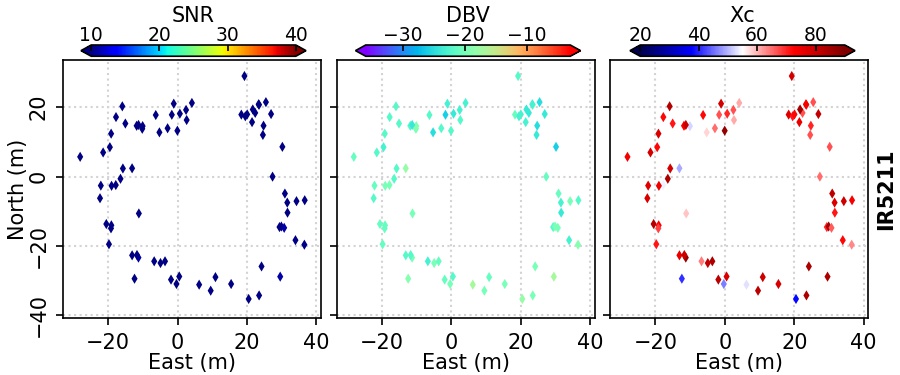 SNR DBV Xc
10 20 30 40 −30 −20 −10 20 40 60 80
North (m)
20
0
−20
−40
IR5211
−20 0 20 40 −20 0 20 40 −20 0 20 40
East (m) East (m) East (m)